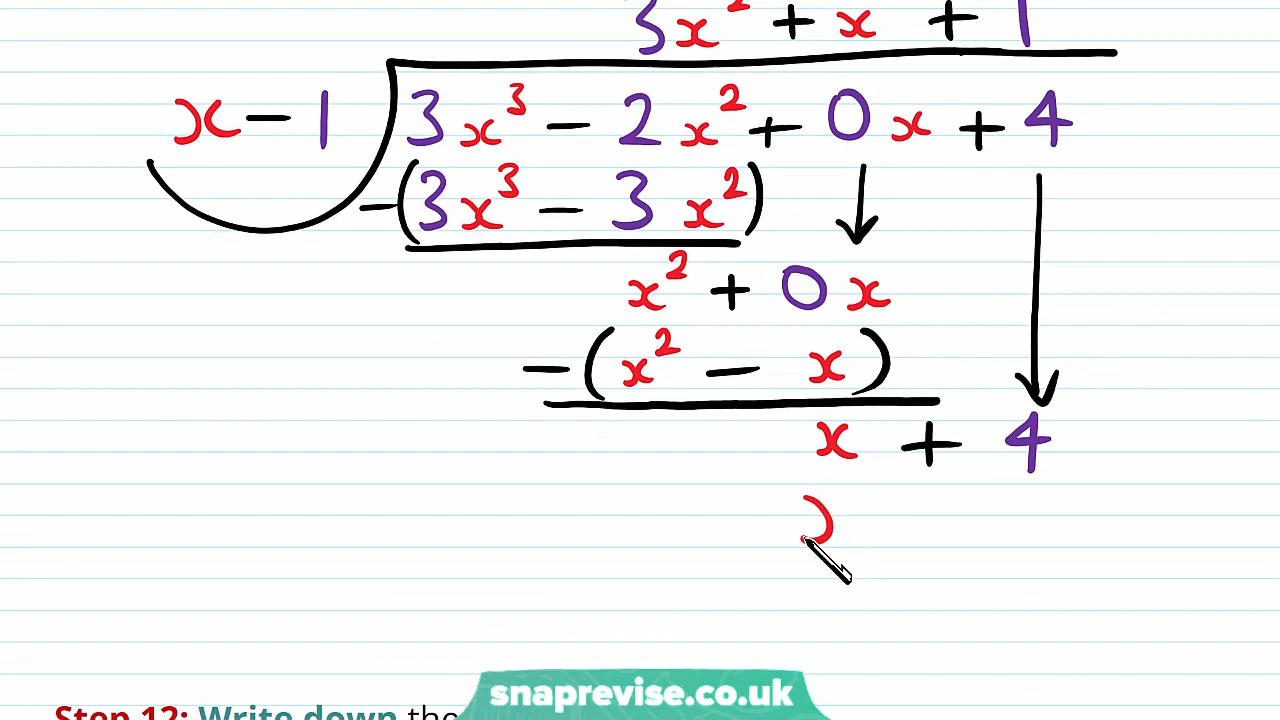 3x² + x + 1
x - 1 3x³ - 2x² + 0x + 4
-(3x³ - 3x²)
x² + 0x
-(x² - x)
x + 4
snaprevise.co.uk
Step 12: Write down the